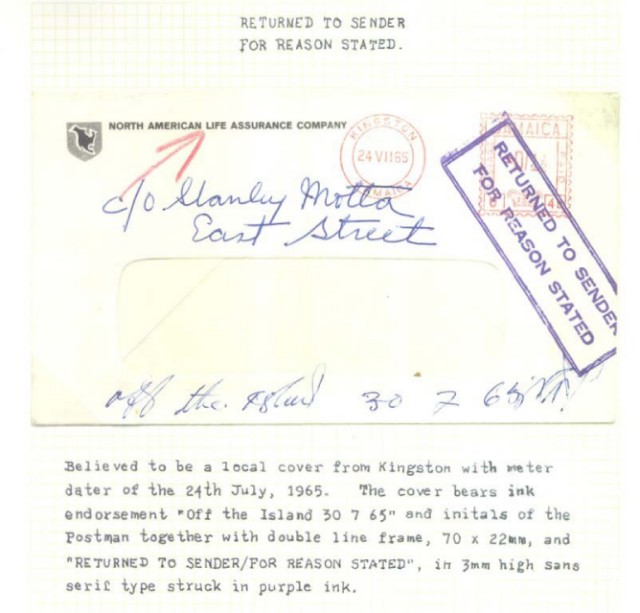 RETURNED TO SENDER
FOR REASON STATED.
NORTH AMERICAN LIFE ASSURANCE COMPANY
KINGSTON
24 VII 65
JAMAICA
JAMAICA
RETURNED TO SENDER
FOR REASON STATED
c/o Stanley Motta
East Street
off the Island 30 7 65
Believed to be a local cover from Kingston with meter
dater of the 24th July, 1965. The cover bears ink
endorsement "Off the Island 30 7 65" and initals of the
Postman together with double line frame, 70 x 22mm, and
"RETURNED TO SENDER/FOR REASON STATED", in 3mm high sans
serif type struck in purple ink.